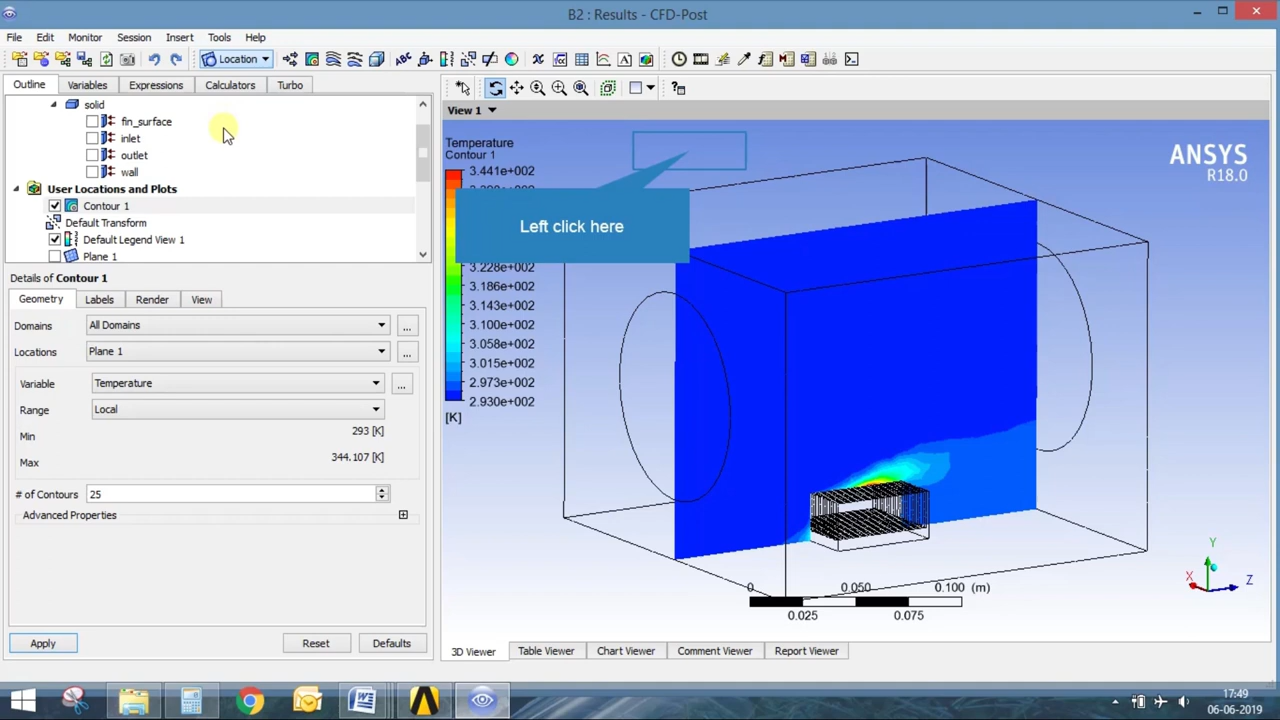 B2 : Results - CFD-Post
File Edit Monitor Session Insert Tools Help
Location
Outline Variables Expressions Calculators Turbo
solid
fin_surface
inlet
outlet
wall
User Locations and Plots
Contour 1
Default Transform
Default Legend View 1
Plane 1
Details of Contour 1
Geometry Labels Render View
Domains All Domains ...
Locations Plane 1 ...
Variable Temperature ...
Range Local
Min 293 [K]
Max 344.107 [K]
# of Contours 25
Advanced Properties
Apply Reset Defaults
View 1
Temperature
Contour 1
3.441e+002
Left click here
3.228e+002
3.186e+002
3.143e+002
3.100e+002
3.058e+002
3.015e+002
2.973e+002
2.930e+002
[K]
ANSYS
R18.0
Y
X
Z
0 0.050 0.100 (m)
0.025 0.075
3D Viewer Table Viewer Chart Viewer Comment Viewer Report Viewer
17:49
06-06-2019